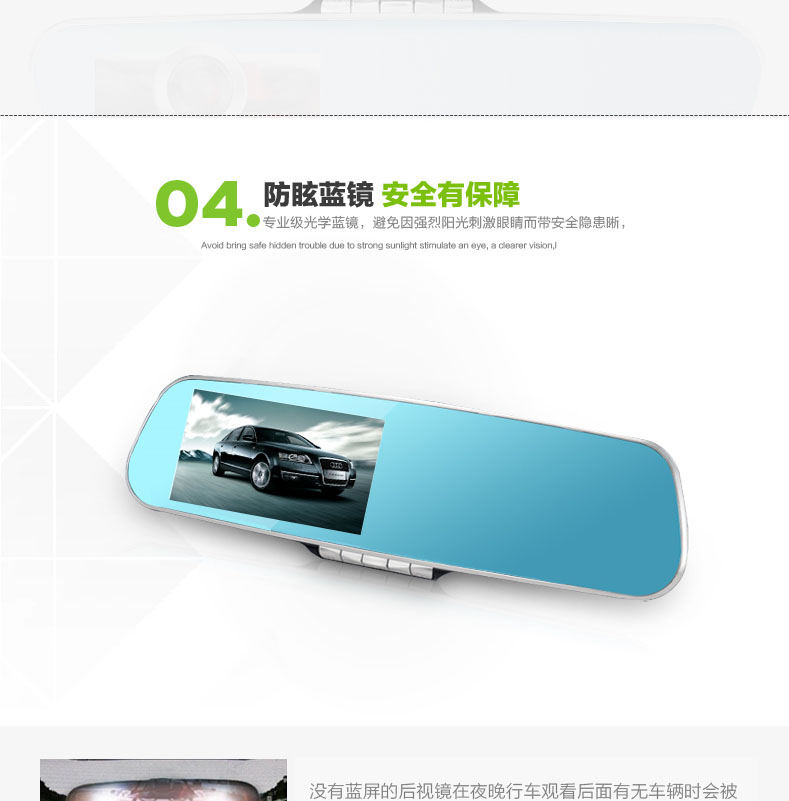 04.
防眩蓝镜 安全有保障
专业级光学蓝镜，避免因强烈阳光刺激眼睛而带安全隐患晰，
Avoid bring safe hidden trouble due to strong sunlight stimulate an eye, a clearer vision,l
没有蓝屏的后视镜在夜晚行车观看后面有无车辆时会被